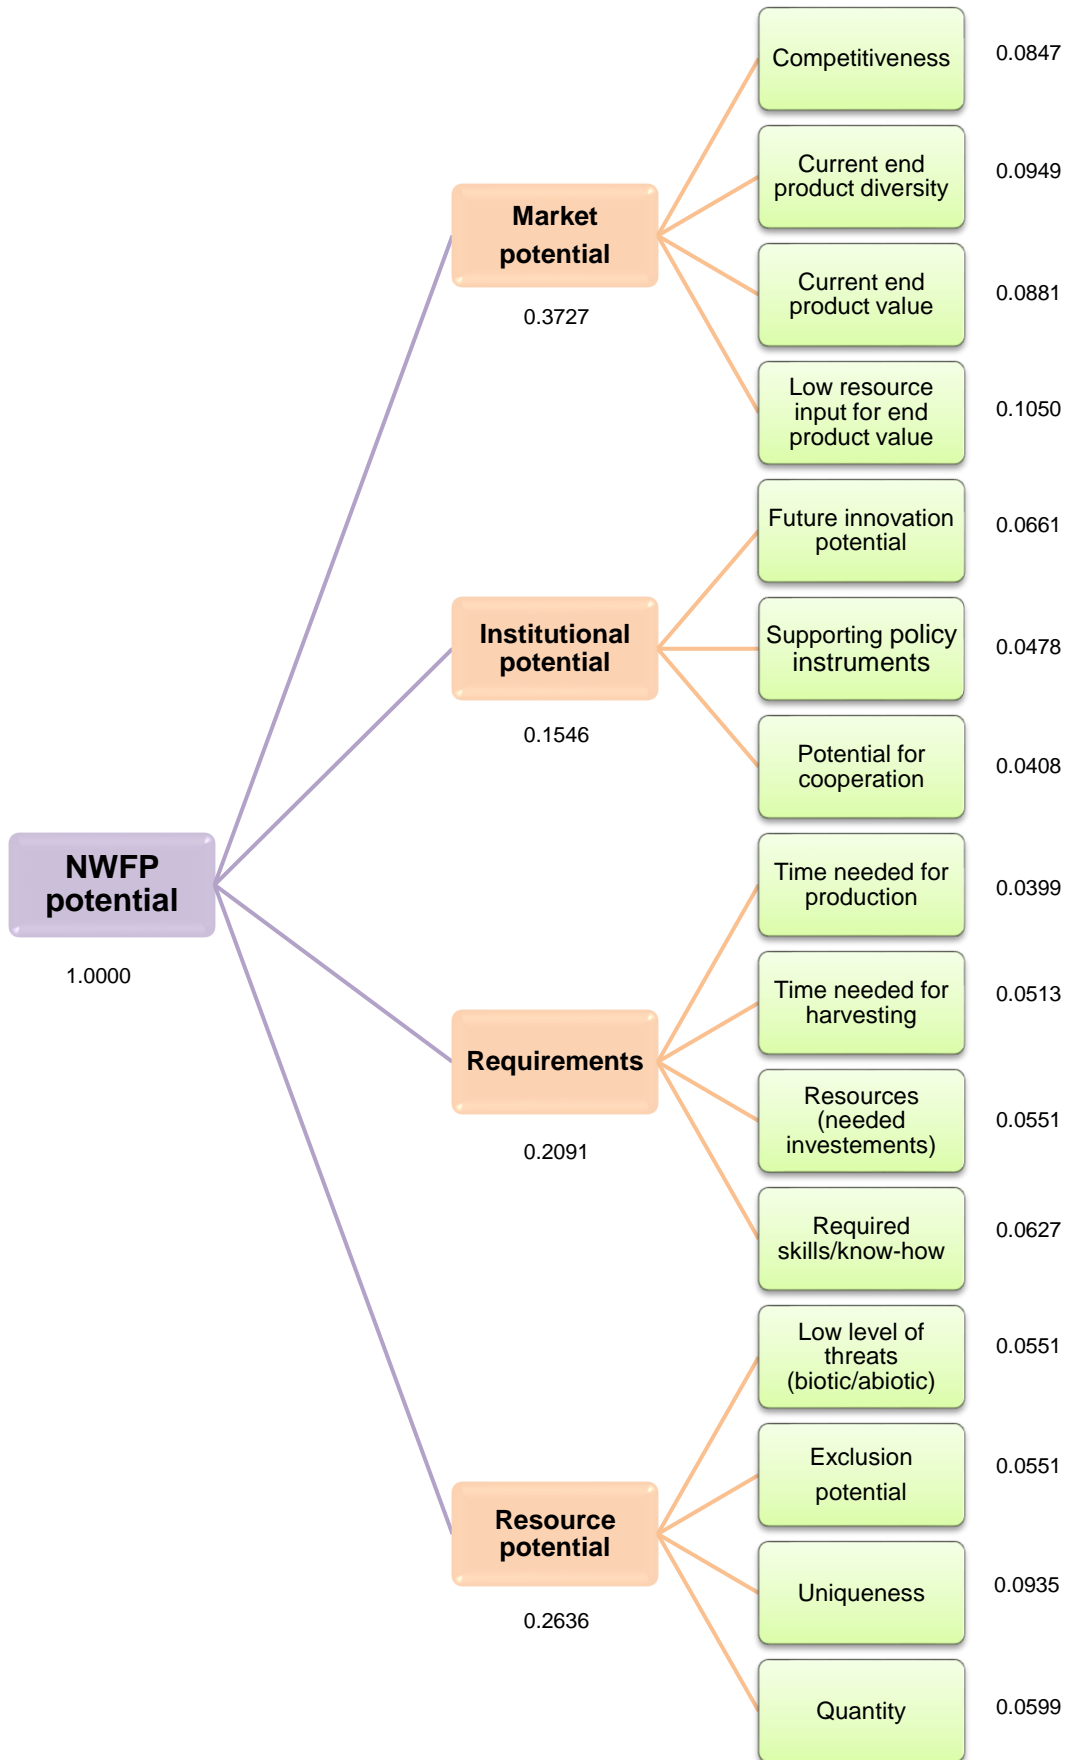 NWFP
potential
1.0000
Market
potential
0.3727
Competitiveness
0.0847
Current end
product diversity
0.0949
Current end
product value
0.0881
Low resource
input for end
product value
0.1050
Institutional
potential
0.1546
Future innovation
potential
0.0661
Supporting policy
instruments
0.0478
Potential for
cooperation
0.0408
Requirements
0.2091
Time needed for
production
0.0399
Time needed for
harvesting
0.0513
Resources
(needed
investements)
0.0551
Required
skills/know-how
0.0627
Resource
potential
0.2636
Low level of
threats
(biotic/abiotic)
0.0551
Exclusion
potential
0.0551
Uniqueness
0.0935
Quantity
0.0599